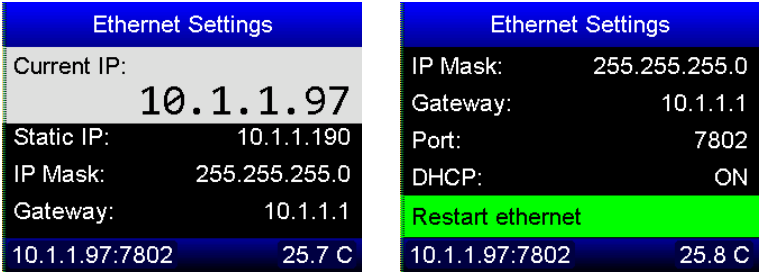 Ethernet Settings
Current IP:
10.1.1.97
Static IP: 10.1.1.190
IP Mask: 255.255.255.0
Gateway: 10.1.1.1
10.1.1.97:7802 25.7 C
Ethernet Settings
IP Mask: 255.255.255.0
Gateway: 10.1.1.1
Port: 7802
DHCP: ON
Restart ethernet
10.1.1.97:7802 25.8 C